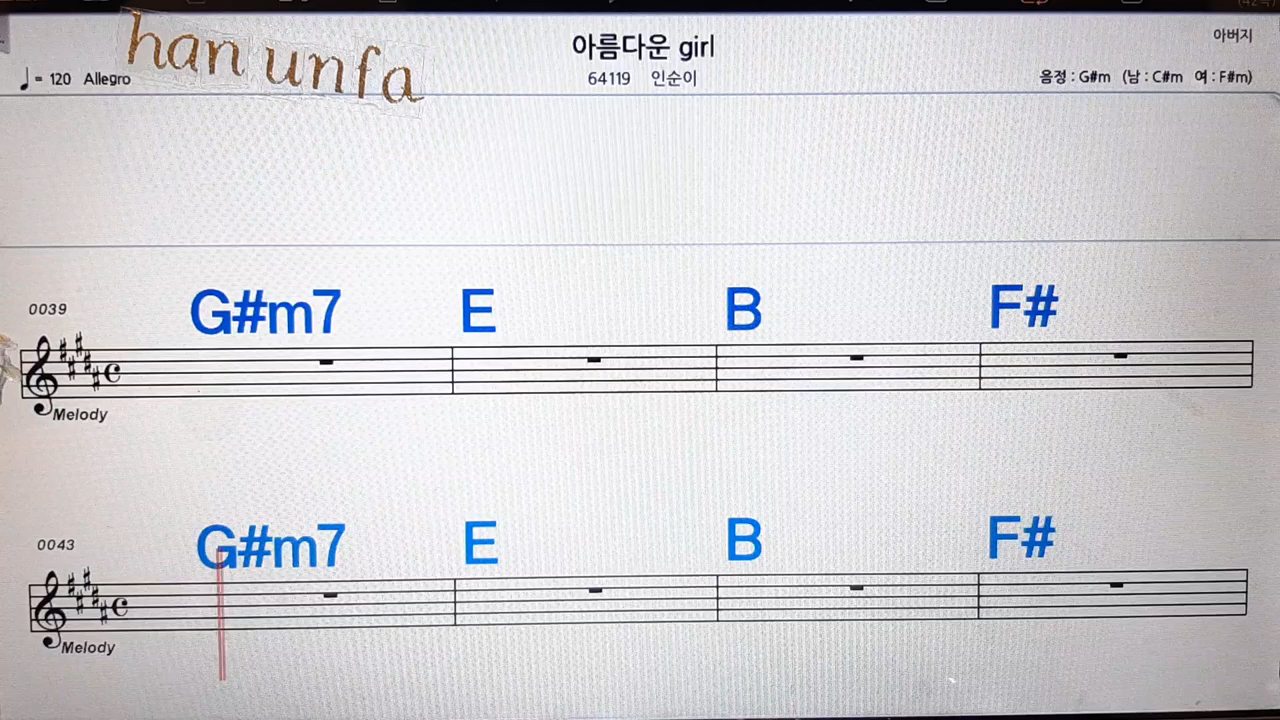 han unfa
아름다운 girl
아버지
♩= 120 Allegro
64119 인순이
음정 : G#m (남 : C#m 여 : F#m)
0039
G#m7 E B F#
Melody
0043
G#m7 E B F#
Melody